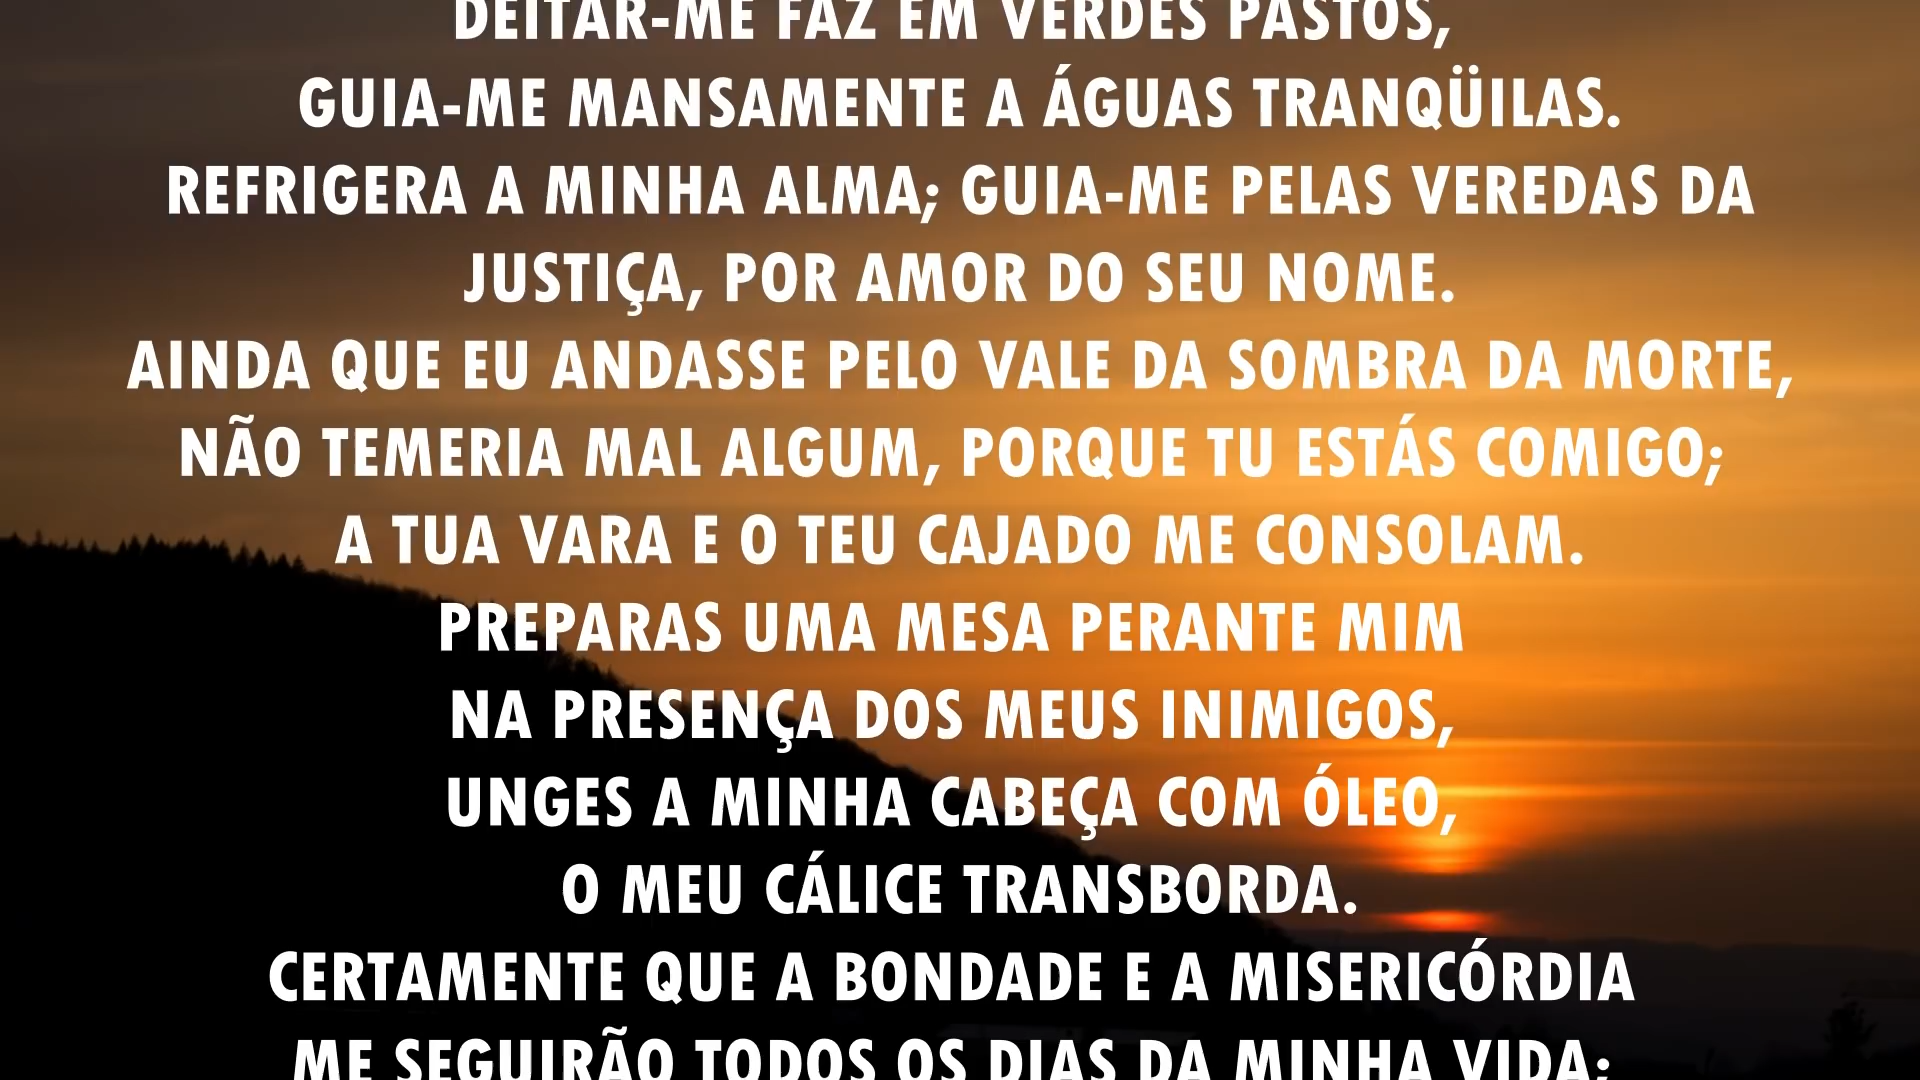 DEITAR-ME FAZ EM VERDES PASTOS,
GUIA-ME MANSAMENTE A ÁGUAS TRANQÜILAS.
REFRIGERA A MINHA ALMA; GUIA-ME PELAS VEREDAS DA
JUSTIÇA, POR AMOR DO SEU NOME.
AINDA QUE EU ANDASSE PELO VALE DA SOMBRA DA MORTE,
NÃO TEMERIA MAL ALGUM, PORQUE TU ESTÁS COMIGO;
A TUA VARA E O TEU CAJADO ME CONSOLAM.
PREPARAS UMA MESA PERANTE MIM
NA PRESENÇA DOS MEUS INIMIGOS,
UNGES A MINHA CABEÇA COM ÓLEO,
O MEU CÁLICE TRANSBORDA.
CERTAMENTE QUE A BONDADE E A MISERICÓRDIA
ME SEGUIRÃO TODOS OS DIAS DA MINHA VIDA;